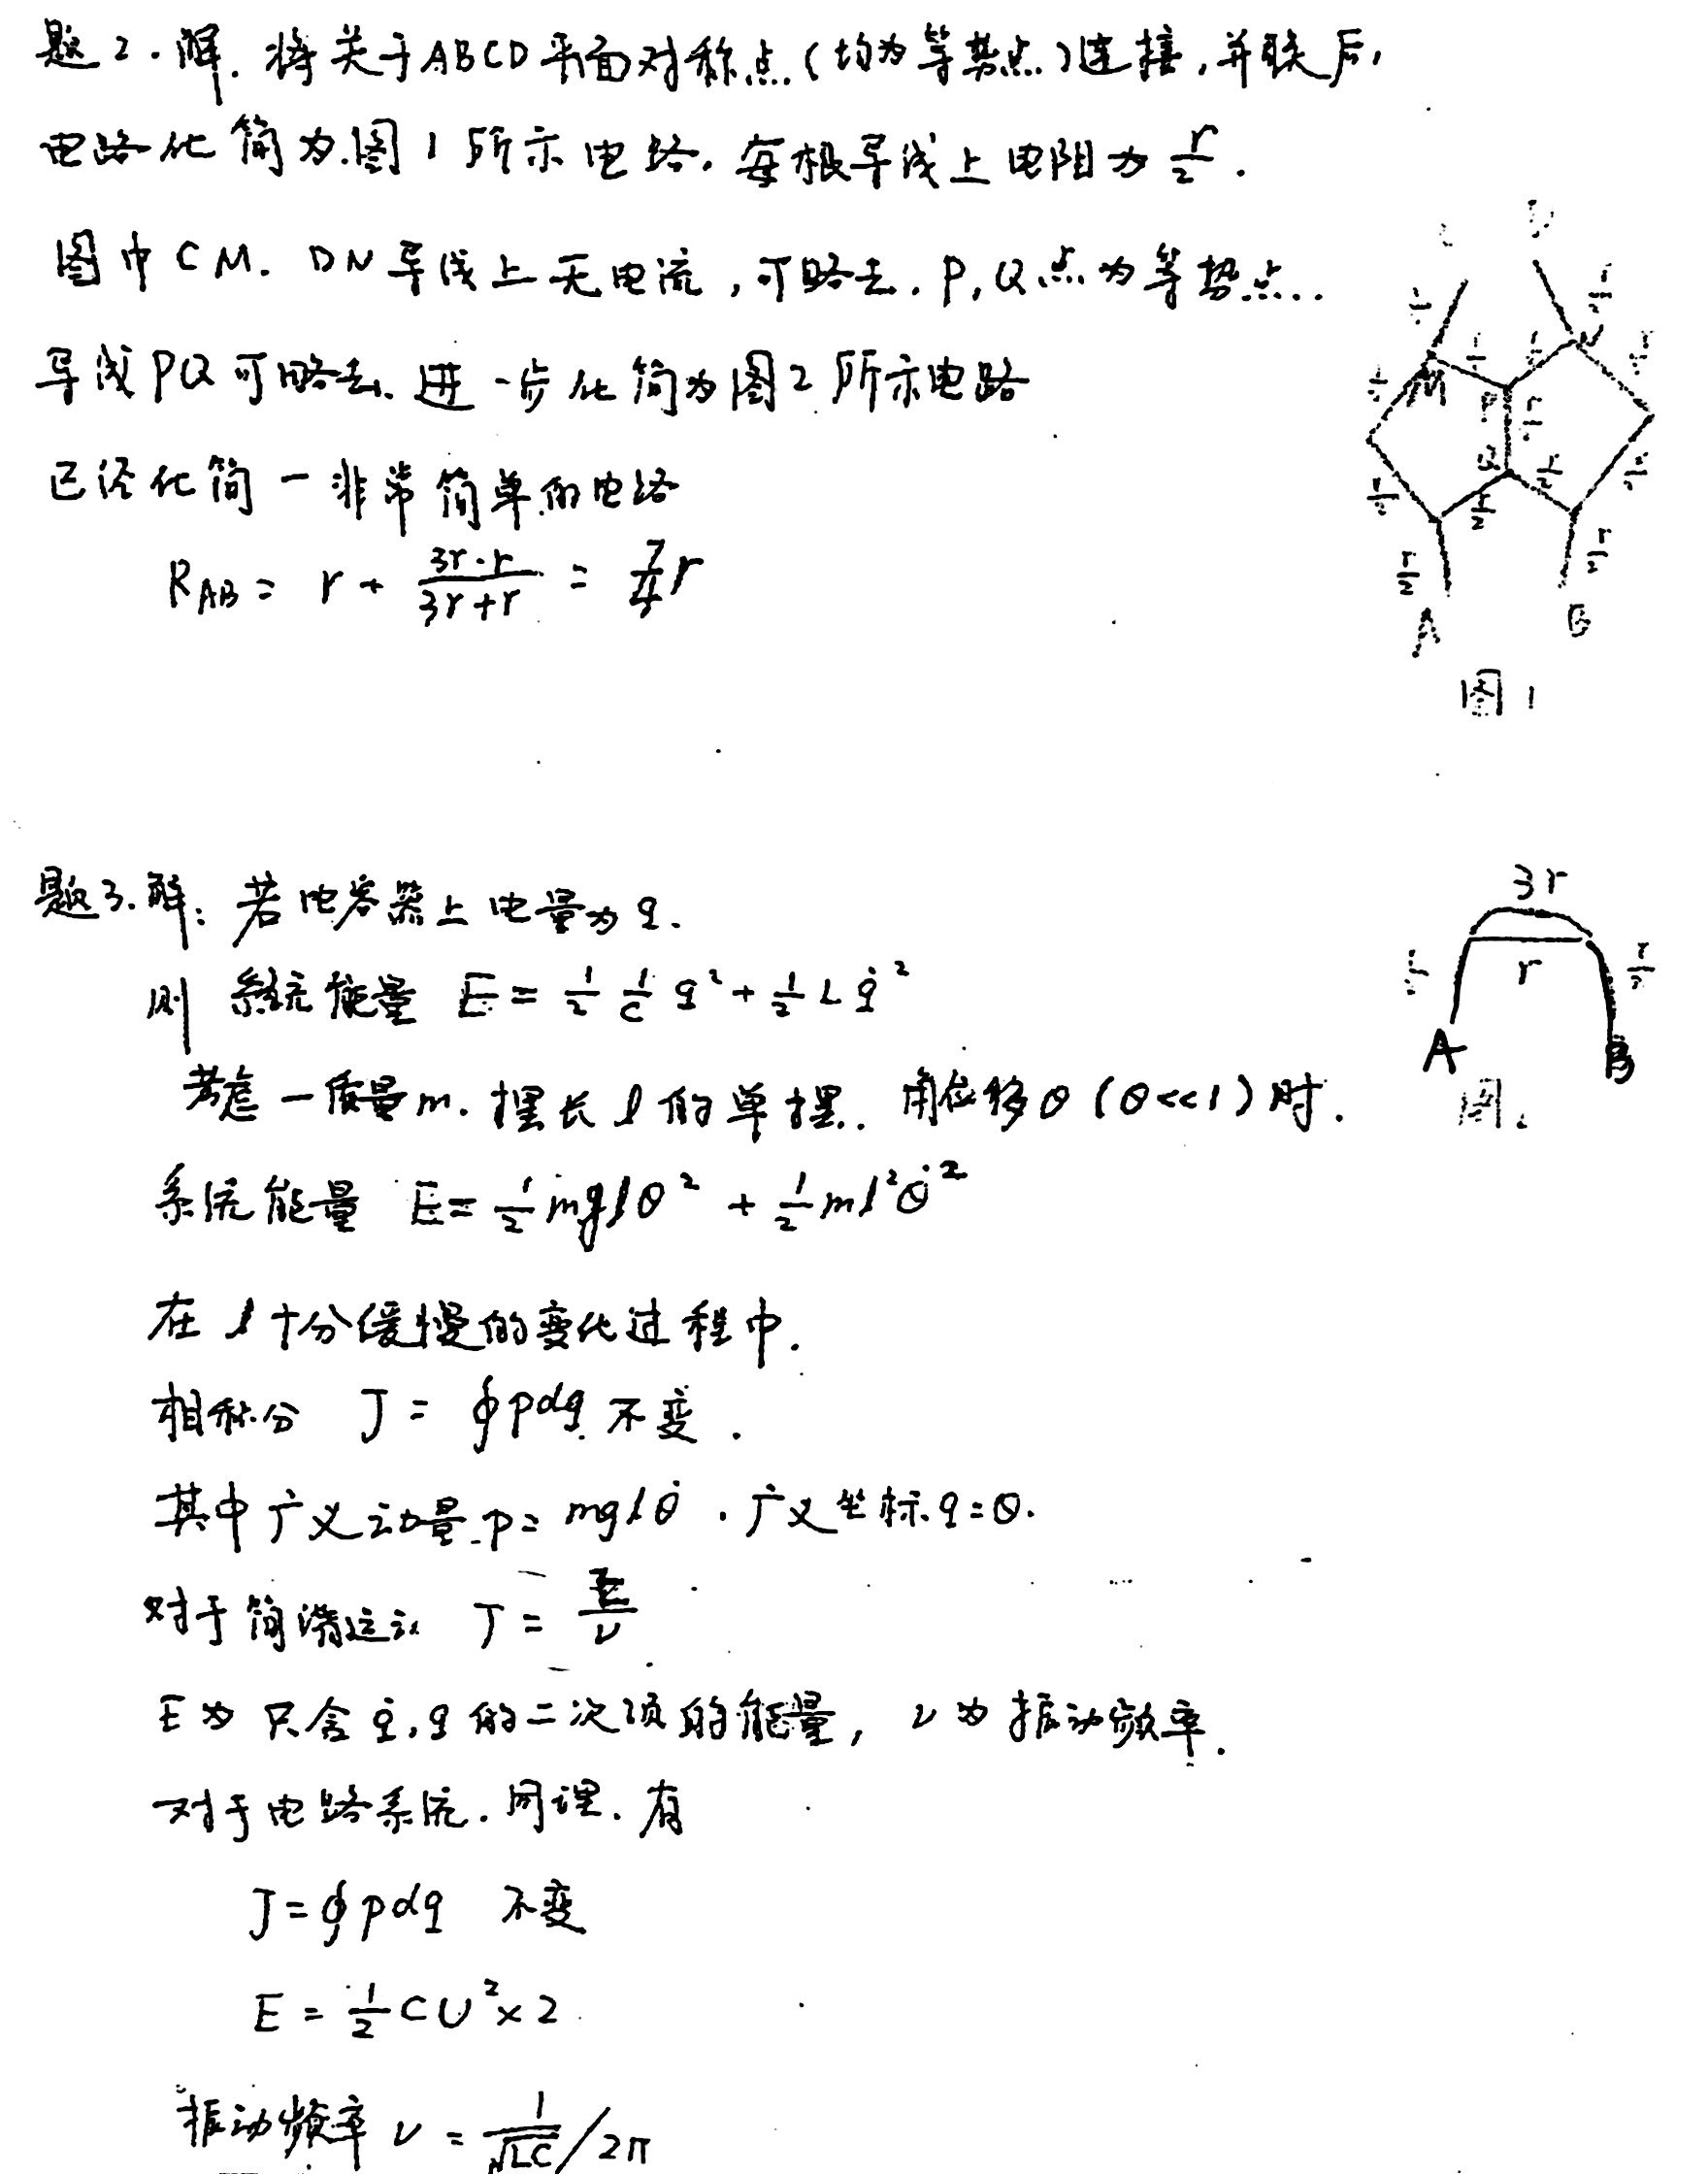 题2.解.将关于ABCD平面对称点(均为等势点)连接,并联后,
电路化简为图1所示电路.每根导线上电阻为 r/2.
图中CM.DN导线上无电流,可略去.P,Q点为等势点..
导线PQ可略去.进一步化简为图2所示电路
已经化简一非常简单的电路
R_AB = r + (3r·r)/(3r+r) = 7/4 r
M
N
P
Q
r/2
r/2
r/2
A
B
图1
题3.解:若电容器上电量为q.
则 系统能量 E = 1/2 1/C q² + 1/2 L q̇²
考虑一质量m.摆长l的单摆.角位移θ(θ<<1)时.
系统能量 E = 1/2 mglθ² + 1/2 ml²θ̇²
3r
r
r/2
A
B
图2
在l十分缓慢的变化过程中.
相积分 J = ∮pdq 不变.
其中广义动量p = mglθ̇ .广义坐标q=θ.
对于简谐运动 J = E/ν
E为只含q̇,q的二次项的能量, ν为振动频率.
对于电路系统.同理.有
J = ∮pdq 不变
E = 1/2 CU² × 2
振动频率 ν = 1/√LC / 2π